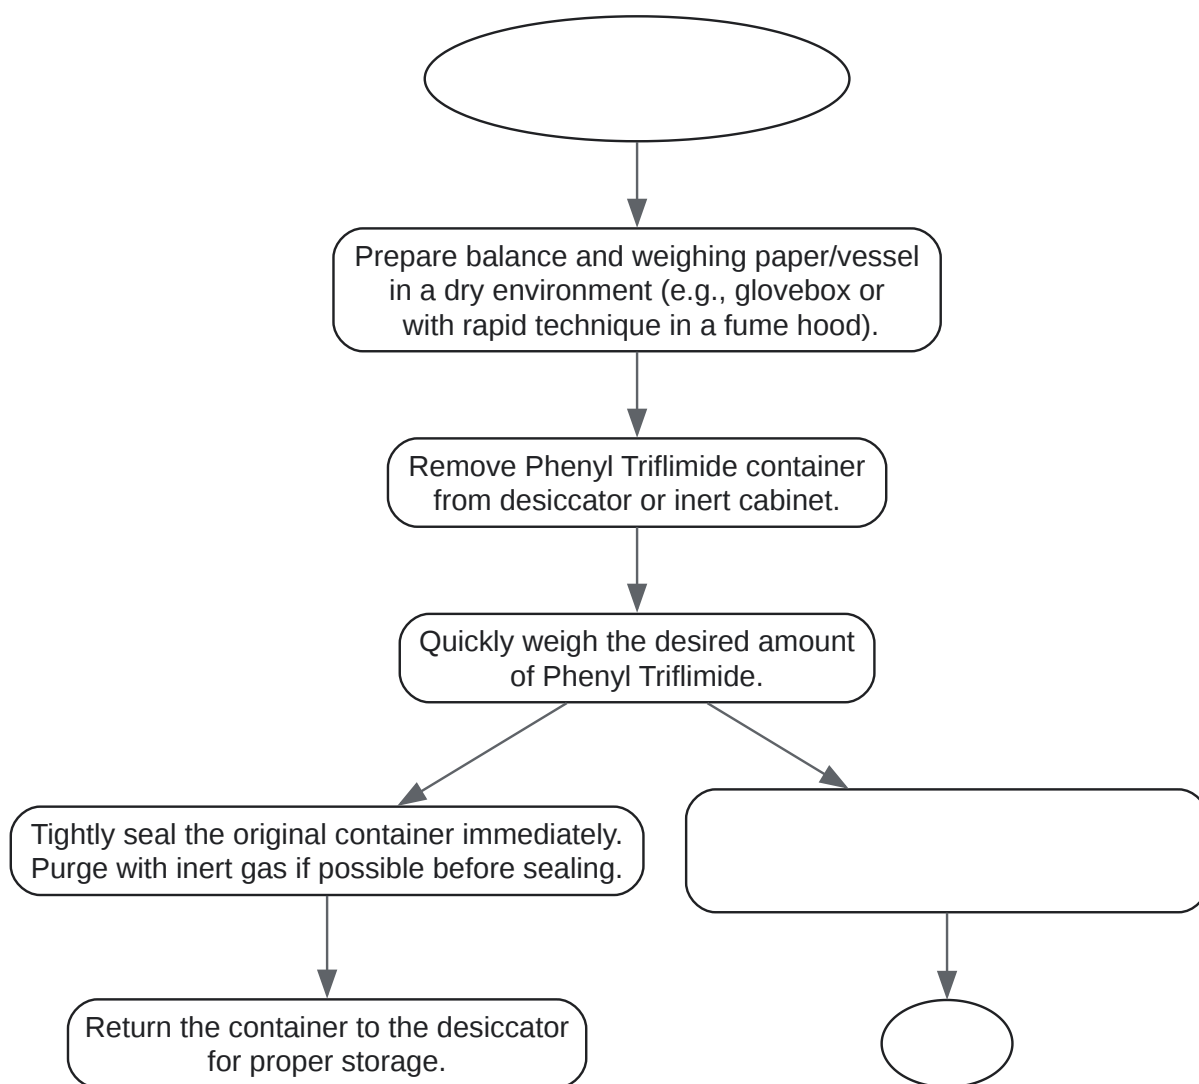 Prepare balance and weighing paper/vessel
in a dry environment (e.g., glovebox or
with rapid technique in a fume hood).
Remove Phenyl Triflimide container
from desiccator or inert cabinet.
Quickly weigh the desired amount
of Phenyl Triflimide.
Tightly seal the original container immediately.
Purge with inert gas if possible before sealing.
Return the container to the desiccator
for proper storage.